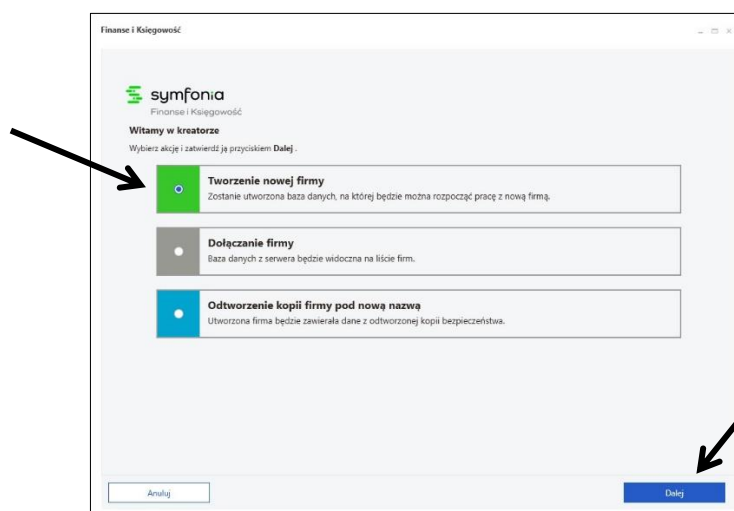 Finanse i Księgowość
symfonia
Finanse i Księgowość
Witamy w kreatorze
Wybierz akcję i zatwierdź ją przyciskiem Dalej .
Tworzenie nowej firmy
Zostanie utworzona baza danych, na której będzie można rozpocząć pracę z nową firmą.
Dołączanie firmy
Baza danych z serwera będzie widoczna na liście firm.
Odtworzenie kopii firmy pod nową nazwą
Utworzona firma będzie zawierała dane z odtworzonej kopii bezpieczeństwa.
Anuluj
Dalej